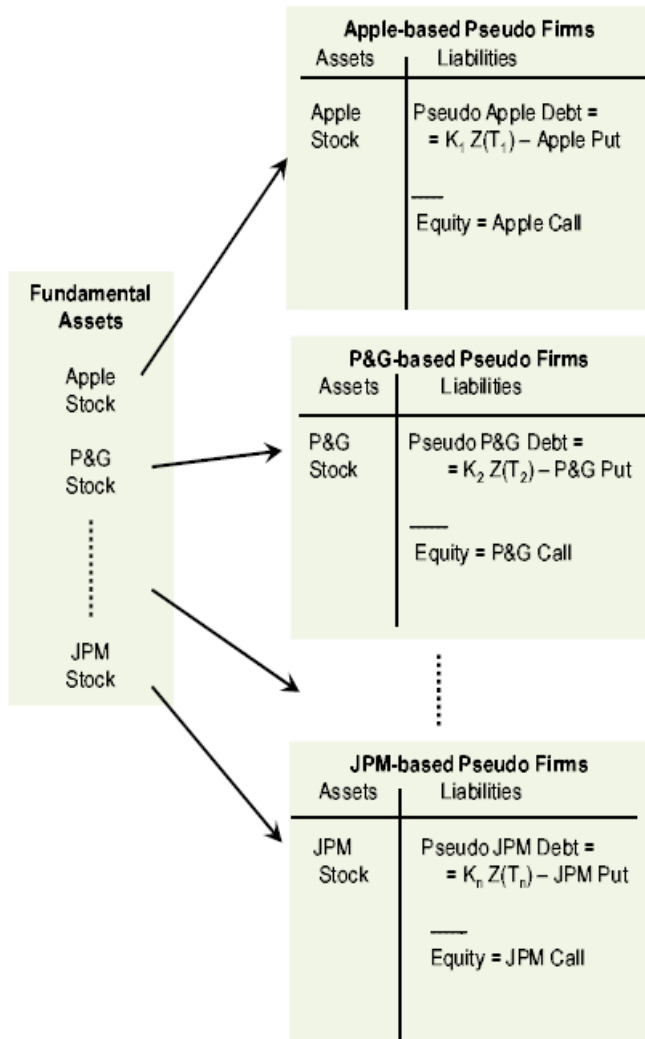 Apple-based Pseudo Firms
Assets Liabilities
Apple Pseudo Apple Debt =
Stock = K₁ Z(T₁) – Apple Put
Equity = Apple Call
Fundamental
Assets
Apple
Stock
P&G
Stock
JPM
Stock
P&G-based Pseudo Firms
Assets Liabilities
P&G Pseudo P&G Debt =
Stock = K₂ Z(T₂) – P&G Put
Equity = P&G Call
JPM-based Pseudo Firms
Assets Liabilities
JPM Pseudo JPM Debt =
Stock = Kₙ Z(Tₙ) – JPM Put
Equity = JPM Call